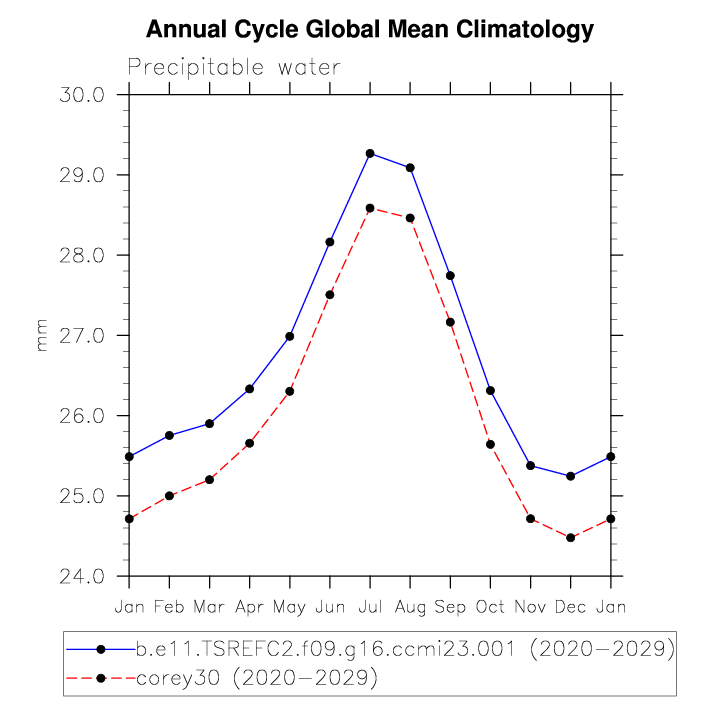 Annual Cycle Global Mean Climatology
Precipitable water
30.0
29.0
28.0
27.0
26.0
25.0
24.0
mm
Jan Feb Mar Apr May Jun Jul Aug Sep Oct Nov Dec Jan
b.e11.TSREFC2.f09.g16.ccmi23.001 (2020-2029)
corey30 (2020-2029)